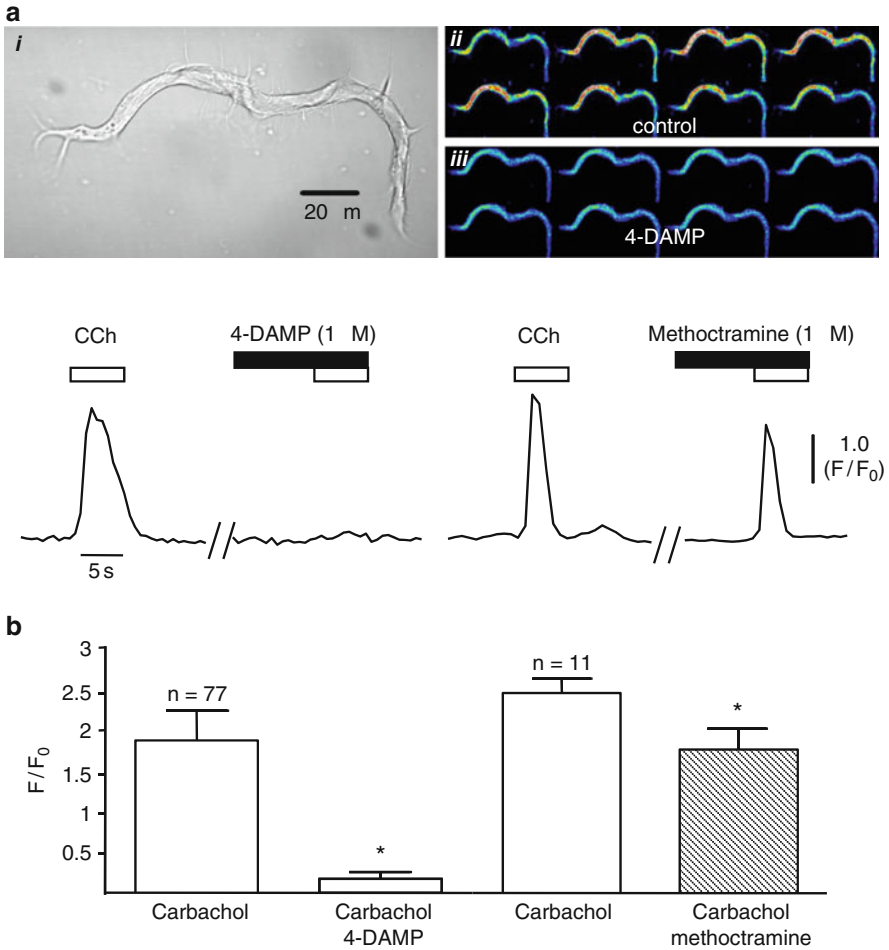 a
i
20 m
ii
control
iii
4-DAMP
CCh
4-DAMP (1 M)
CCh
Methoctramine (1 M)
1.0
(F/F0)
5 s
b
3
2.5
2
1.5
1
0.5
F/F0
n = 77
*
n = 11
*
Carbachol
Carbachol
4-DAMP
Carbachol
Carbachol
methoctramine